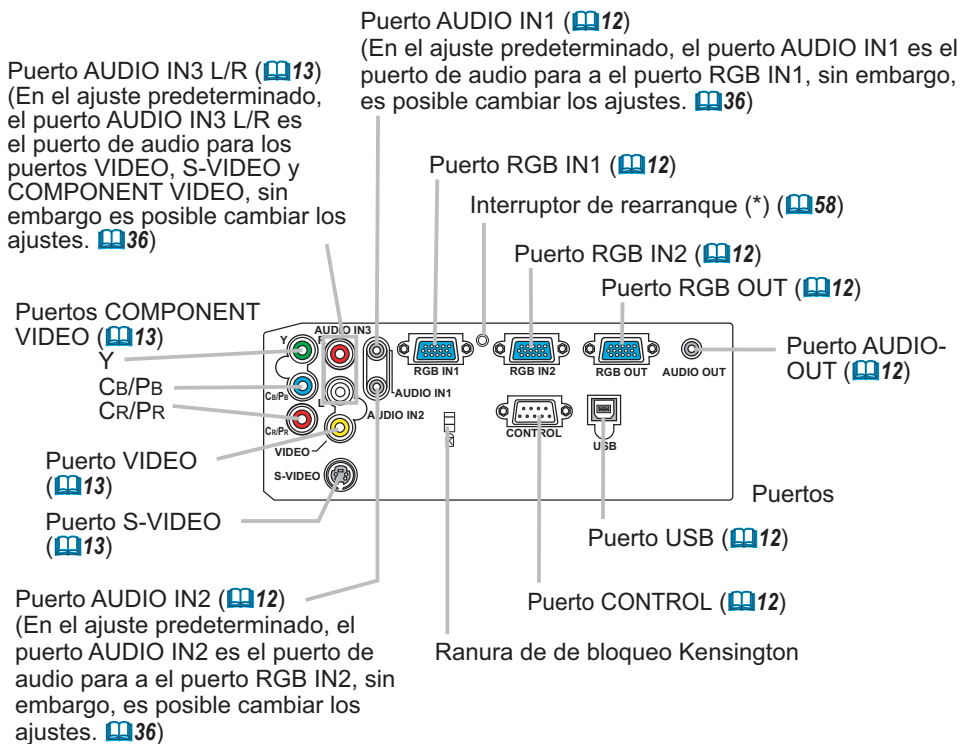 Puerto AUDIO IN1 (12)
(En el ajuste predeterminado, el puerto AUDIO IN1 es el
puerto de audio para a el puerto RGB IN1, sin embargo,
es posible cambiar los ajustes. 36)
Puerto AUDIO IN3 L/R (13)
(En el ajuste predeterminado,
el puerto AUDIO IN3 L/R es
el puerto de audio para los
puertos VIDEO, S-VIDEO y
COMPONENT VIDEO, sin
embargo es posible cambiar los
ajustes. 36)
Puerto RGB IN1 (12)
Interruptor de rearranque (*) (58)
Puerto RGB IN2 (12)
Puerto RGB OUT (12)
Puertos COMPONENT
VIDEO (13)
Y
CB/PB
CR/PR
Puerto AUDIO-
OUT (12)
AUDIO IN3
Y
R
RGB IN1
RGB IN2
RGB OUT
AUDIO OUT
CB/PB
L
AUDIO IN1
AUDIO IN2
CR/PR
VIDEO
CONTROL
USB
S-VIDEO
K
Puerto VIDEO
(13)
Puerto S-VIDEO
(13)
Puertos
Puerto USB (12)
Puerto AUDIO IN2 (12)
(En el ajuste predeterminado, el
puerto AUDIO IN2 es el puerto de
audio para a el puerto RGB IN2, sin
embargo, es posible cambiar los
ajustes. 36)
Puerto CONTROL (12)
Ranura de de bloqueo Kensington